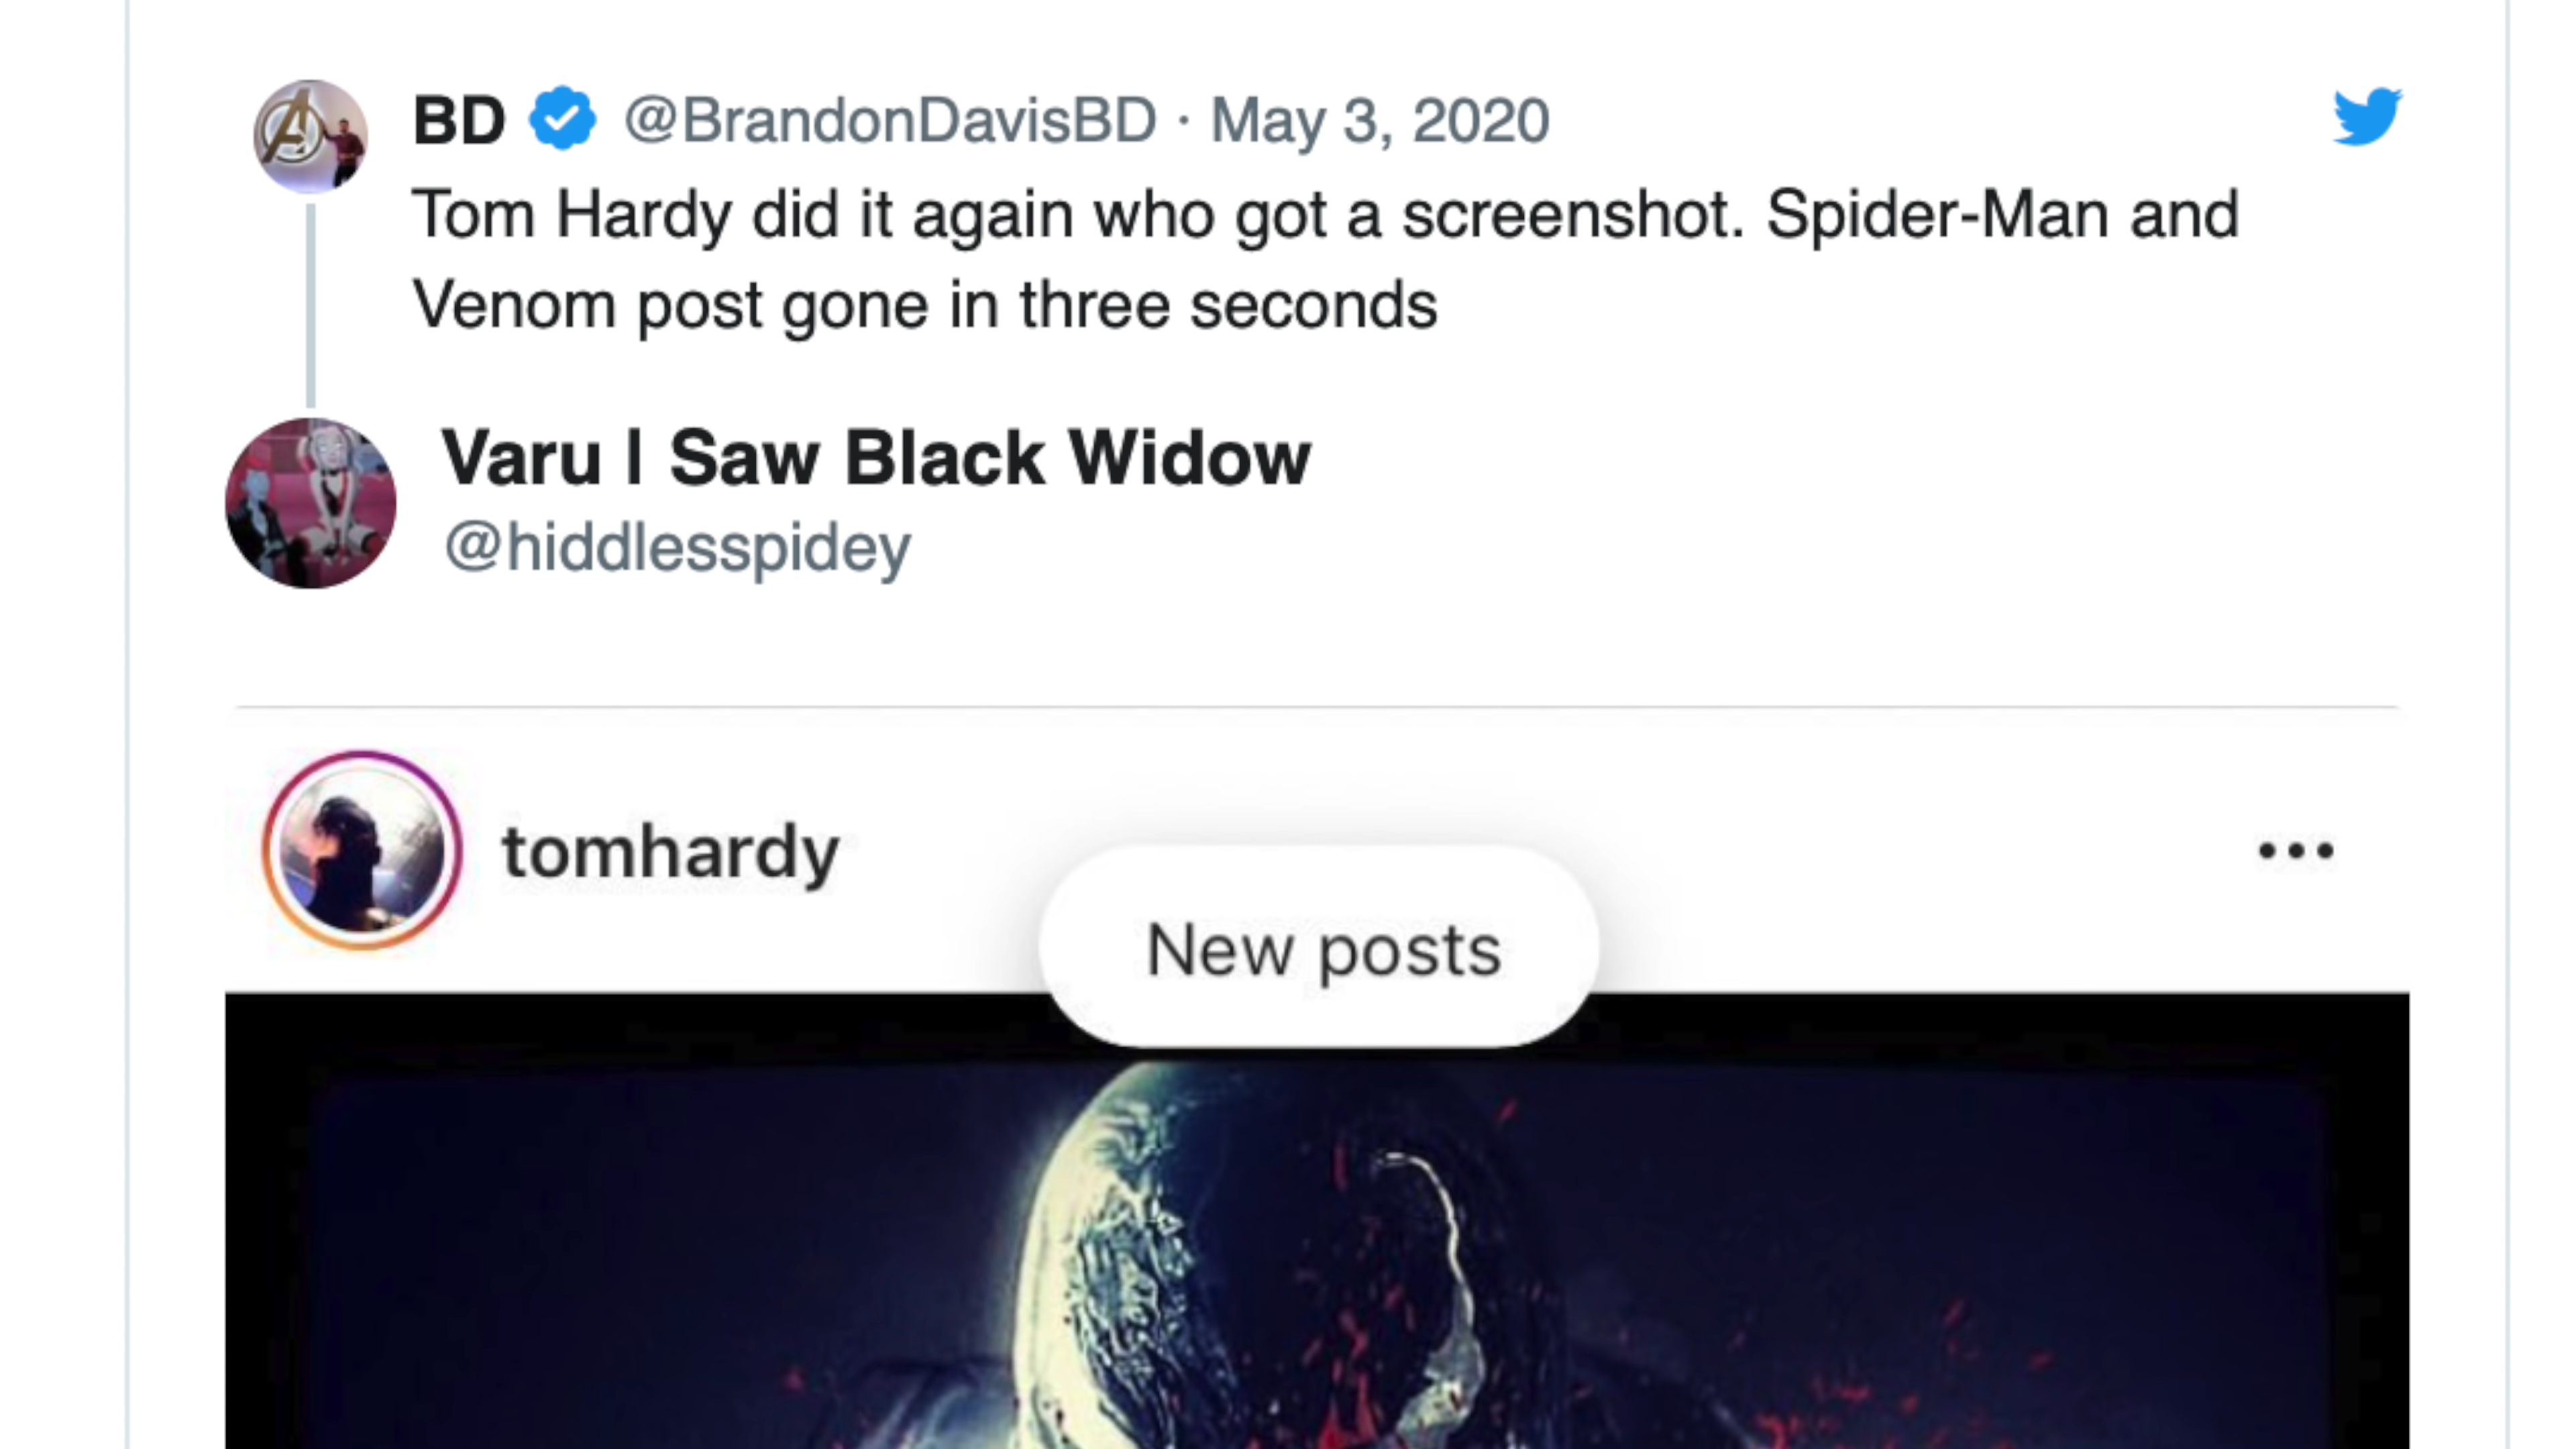 BD @BrandonDavisBD · May 3, 2020
Tom Hardy did it again who got a screenshot. Spider-Man and
Venom post gone in three seconds
Varu I Saw Black Widow
@hiddlesspidey
tomhardy
New posts